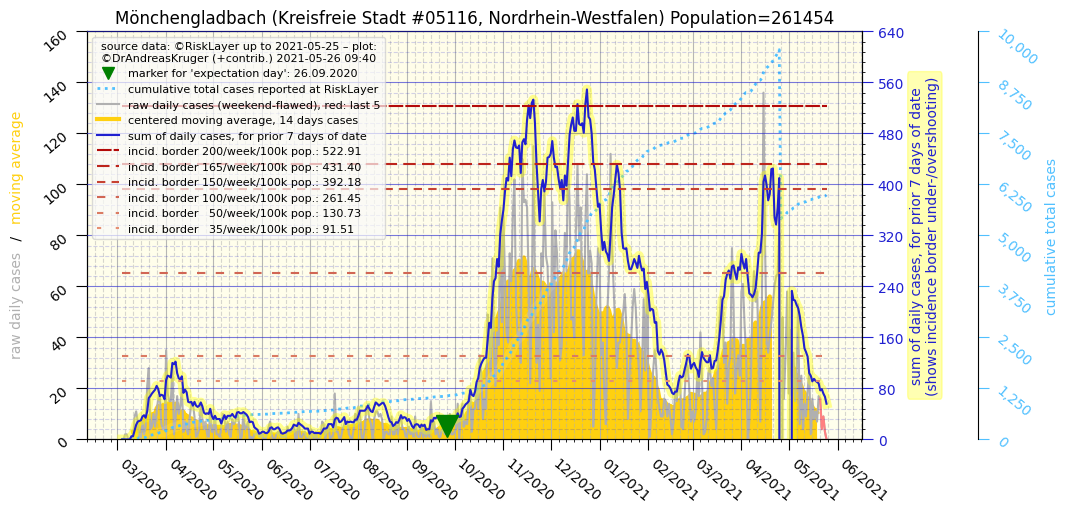 Mönchengladbach (Kreisfreie Stadt #05116, Nordrhein-Westfalen) Population=261454
source data: ©RiskLayer up to 2021-05-25 – plot:
©DrAndreasKruger (+contrib.) 2021-05-26 09:40
marker for 'expectation day': 26.09.2020
cumulative total cases reported at RiskLayer
raw daily cases (weekend-flawed), red: last 5
centered moving average, 14 days cases
sum of daily cases, for prior 7 days of date
incid. border 200/week/100k pop.: 522.91
incid. border 165/week/100k pop.: 431.40
incid. border 150/week/100k pop.: 392.18
incid. border 100/week/100k pop.: 261.45
incid. border 50/week/100k pop.: 130.73
incid. border 35/week/100k pop.: 91.51
raw daily cases / moving average
160
140
120
100
80
60
40
20
0
03/2020
04/2020
05/2020
06/2020
07/2020
08/2020
09/2020
10/2020
11/2020
12/2020
01/2021
02/2021
03/2021
04/2021
05/2021
06/2021
640
560
480
400
320
240
160
80
0
sum of daily cases, for prior 7 days of date
(shows incidence border under-/overshooting)
10,000
8,750
7,500
6,250
5,000
3,750
2,500
1,250
0
cumulative total cases